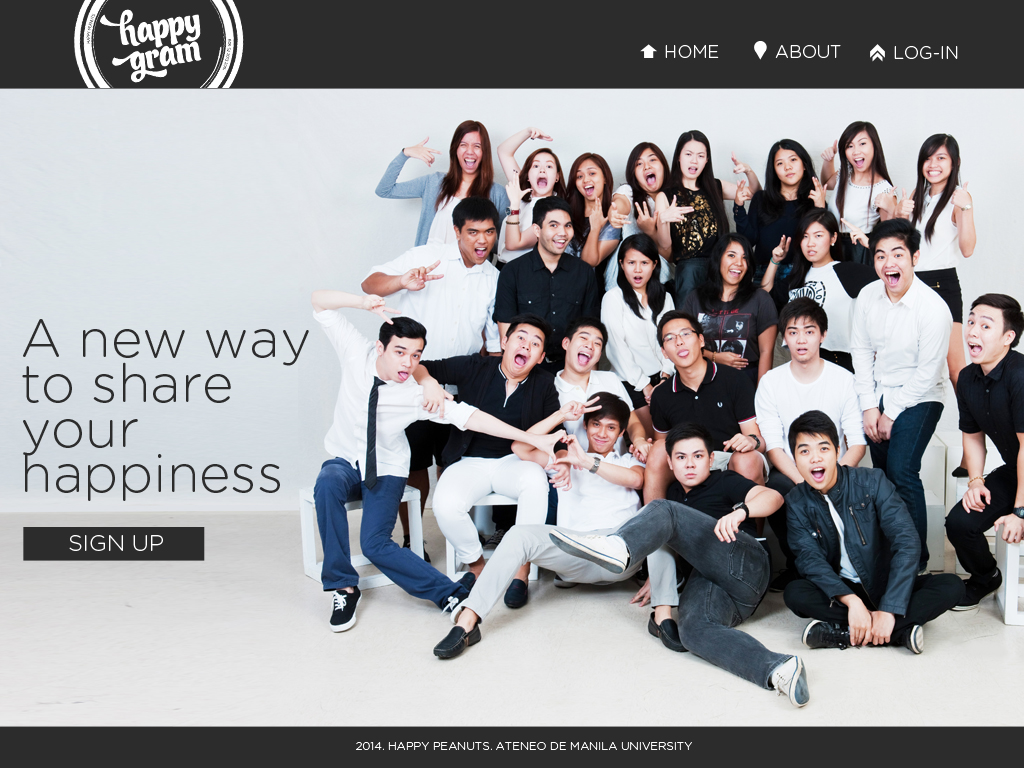 happy
gram
HOME
ABOUT
LOG-IN
A new way
to share
your
happiness
SIGN UP
2014. HAPPY PEANUTS. ATENEO DE MANILA UNIVERSITY